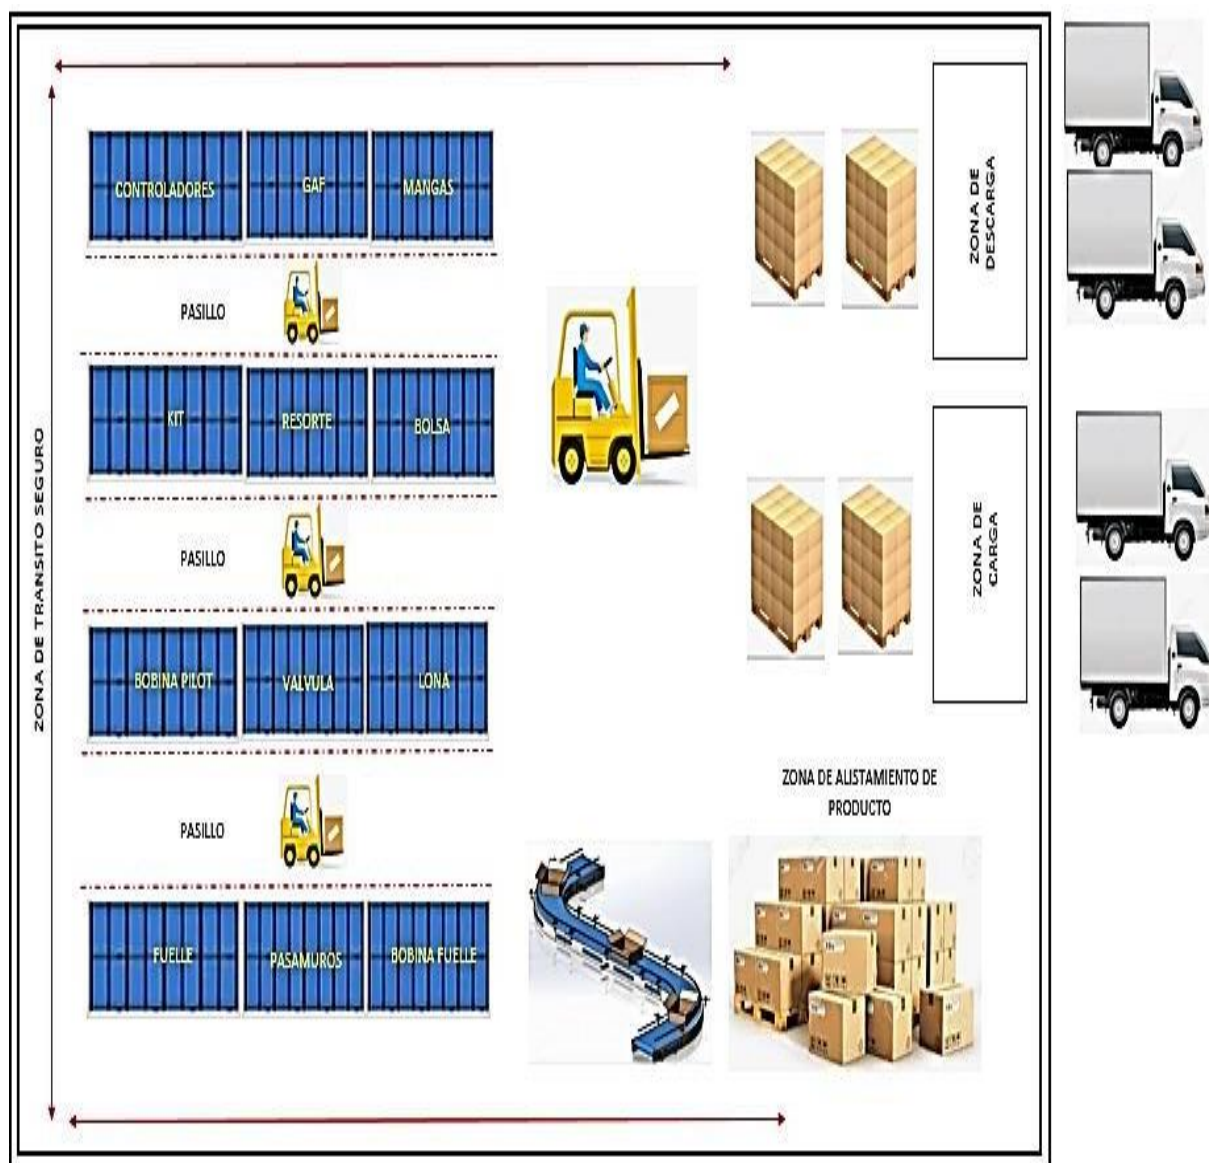 CONTROLADORES
GAF
MANGAS
ZONA DE
DESCARGA
PASILLO
KIT
RESORTE
BOLSA
ZONA DE TRANSITO SEGURO
ZONA DE
CARGA
PASILLO
BOBINA PILOT
VALVULA
LONA
ZONA DE ALISTAMIENTO DE
PRODUCTO
PASILLO
FUELLE
PASAMUROS
BOBINA FUELLE